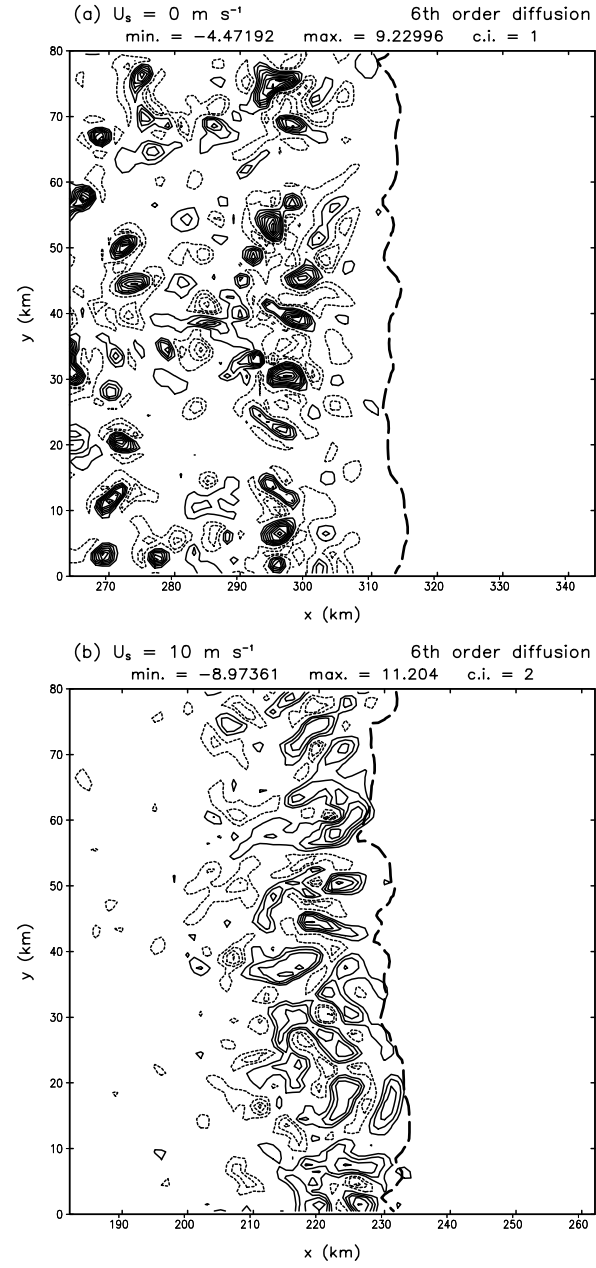 (a) Uₛ = 0 m s⁻¹ 6th order diffusion
min. = −4.47192 max. = 9.22996 c.i. = 1
80
70
60
50
40
30
20
10
0
y (km)
270 280 290 300 310 320 330 340
x (km)
(b) Uₛ = 10 m s⁻¹ 6th order diffusion
min. = −8.97361 max. = 11.204 c.i. = 2
80
70
60
50
40
30
20
10
0
y (km)
190 200 210 220 230 240 250 260
x (km)